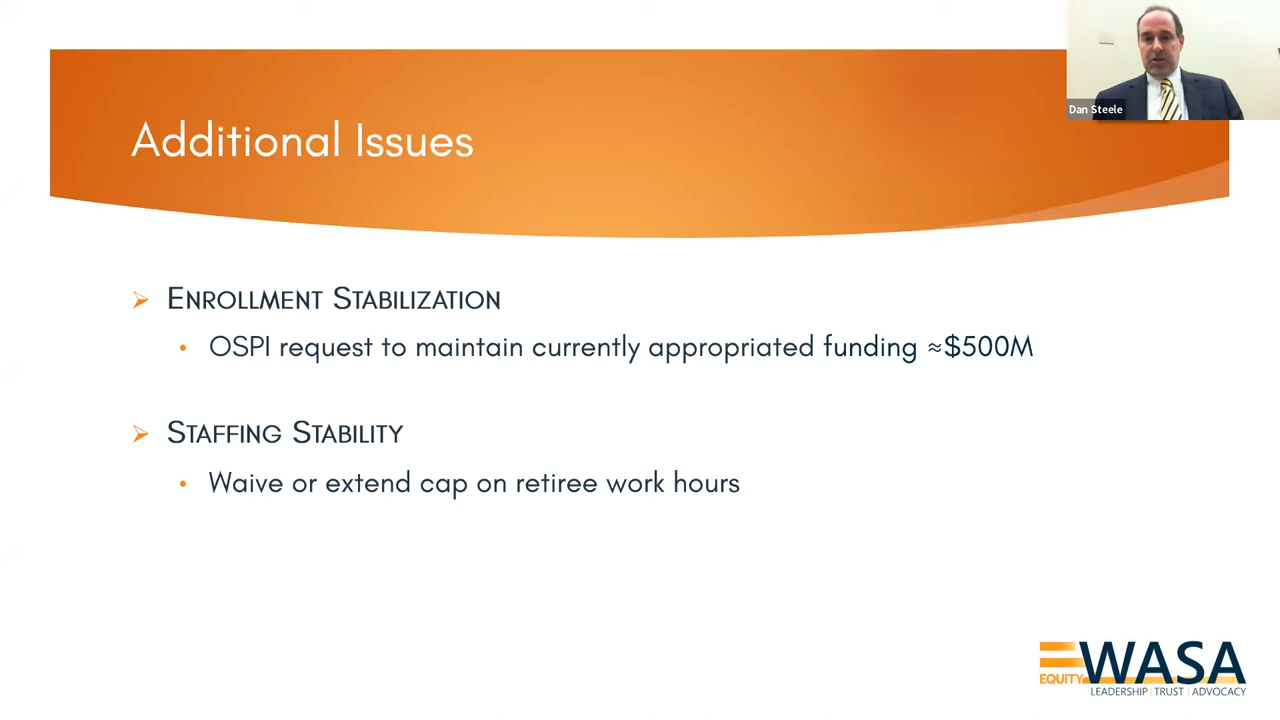 Dan Steele
Additional Issues
ENROLLMENT STABILIZATION
OSPI request to maintain currently appropriated funding ≈$500M
STAFFING STABILITY
Waive or extend cap on retiree work hours
EQUITY WASA
LEADERSHIP | TRUST | ADVOCACY